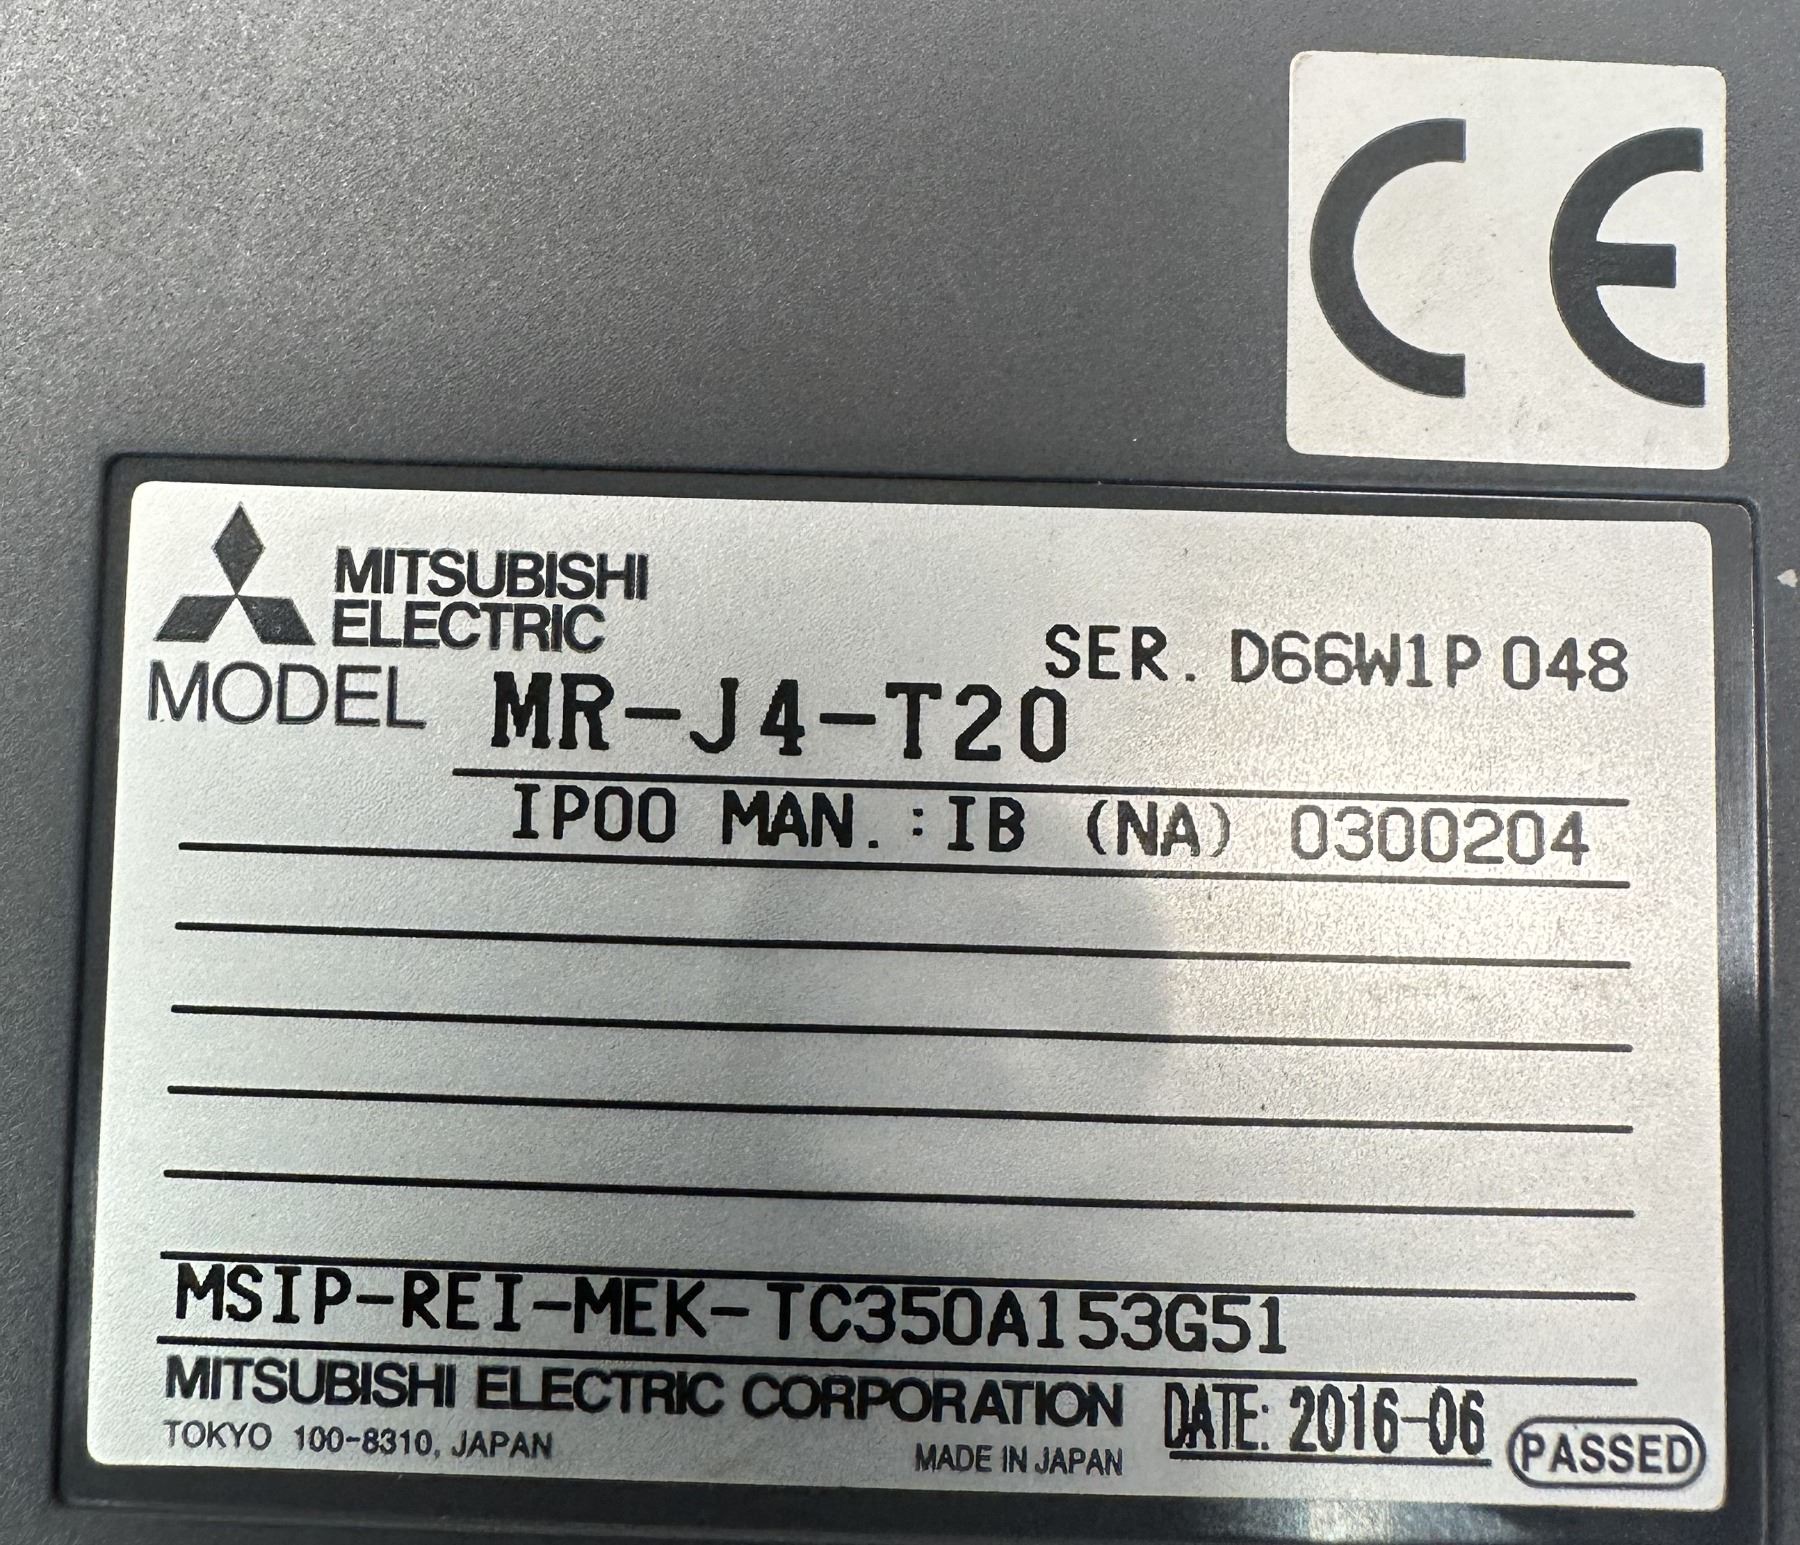 CE
MITSUBISHI
ELECTRIC
SER. D66W1P 048
MODEL MR-J4-T20
IP00 MAN. : IB (NA) 0300204
MSIP-REI-MEK-TC350A153G51
MITSUBISHI ELECTRIC CORPORATION DATE: 2016-06
TOKYO 100-8310, JAPAN MADE IN JAPAN PASSED